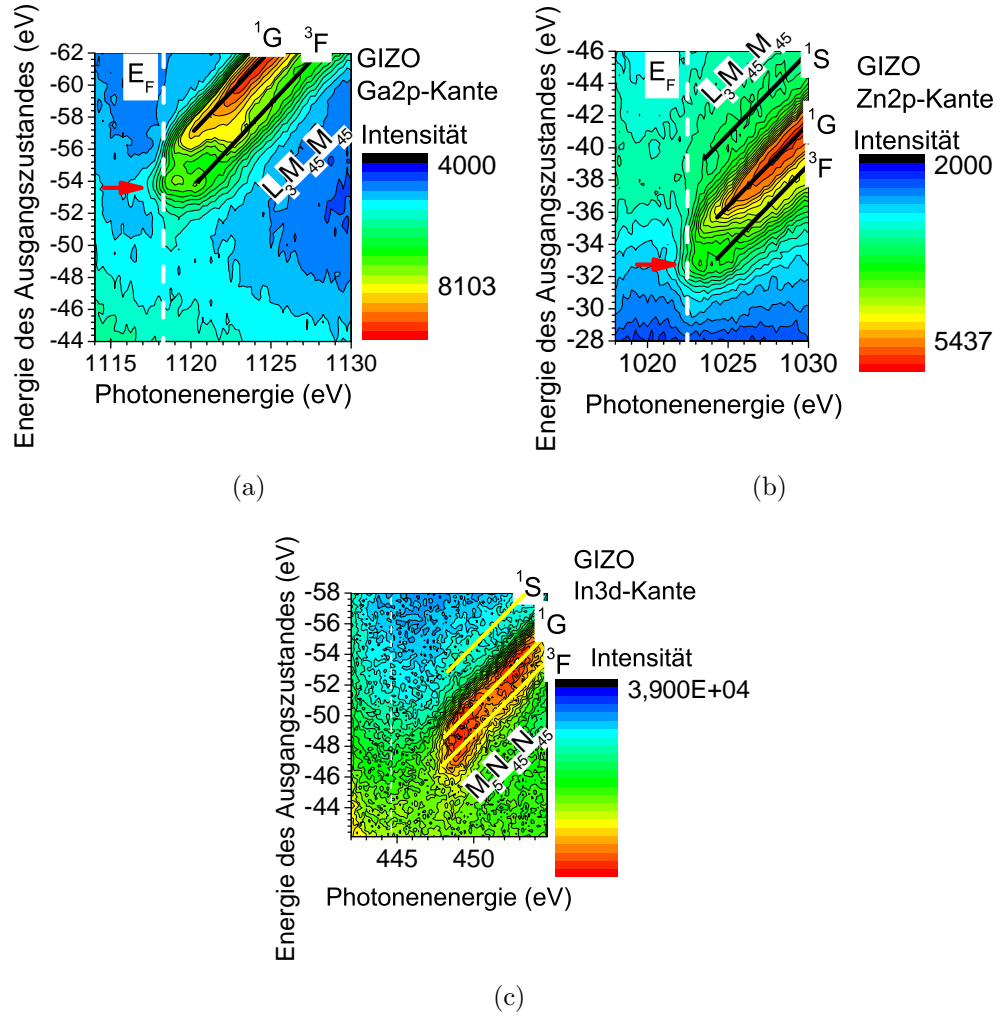 ¹G ³F
GIZO
Ga2p-Kante
Intensität
4000
8103
E_F
L₃M₄₅M₄₅
-62
-60
-58
-56
-54
-52
-50
-48
-46
-44
1115 1120 1125 1130
Energie des Ausgangszustandes (eV)
Photonenenergie (eV)
(a)
¹S
¹G
³F
GIZO
Zn2p-Kante
Intensität
2000
5437
E_F
L₃M₄₅M₄₅
-46
-42
-40
-36
-34
-32
-30
-28
1020 1025 1030
Energie des Ausgangszustandes (eV)
Photonenenergie (eV)
(b)
¹S
¹G
³F
GIZO
In3d-Kante
Intensität
3,900E+04
M₅N₄₅N₄₅
-58
-56
-54
-52
-50
-48
-46
-44
445 450
Energie des Ausgangszustandes (eV)
Photonenenergie (eV)
(c)